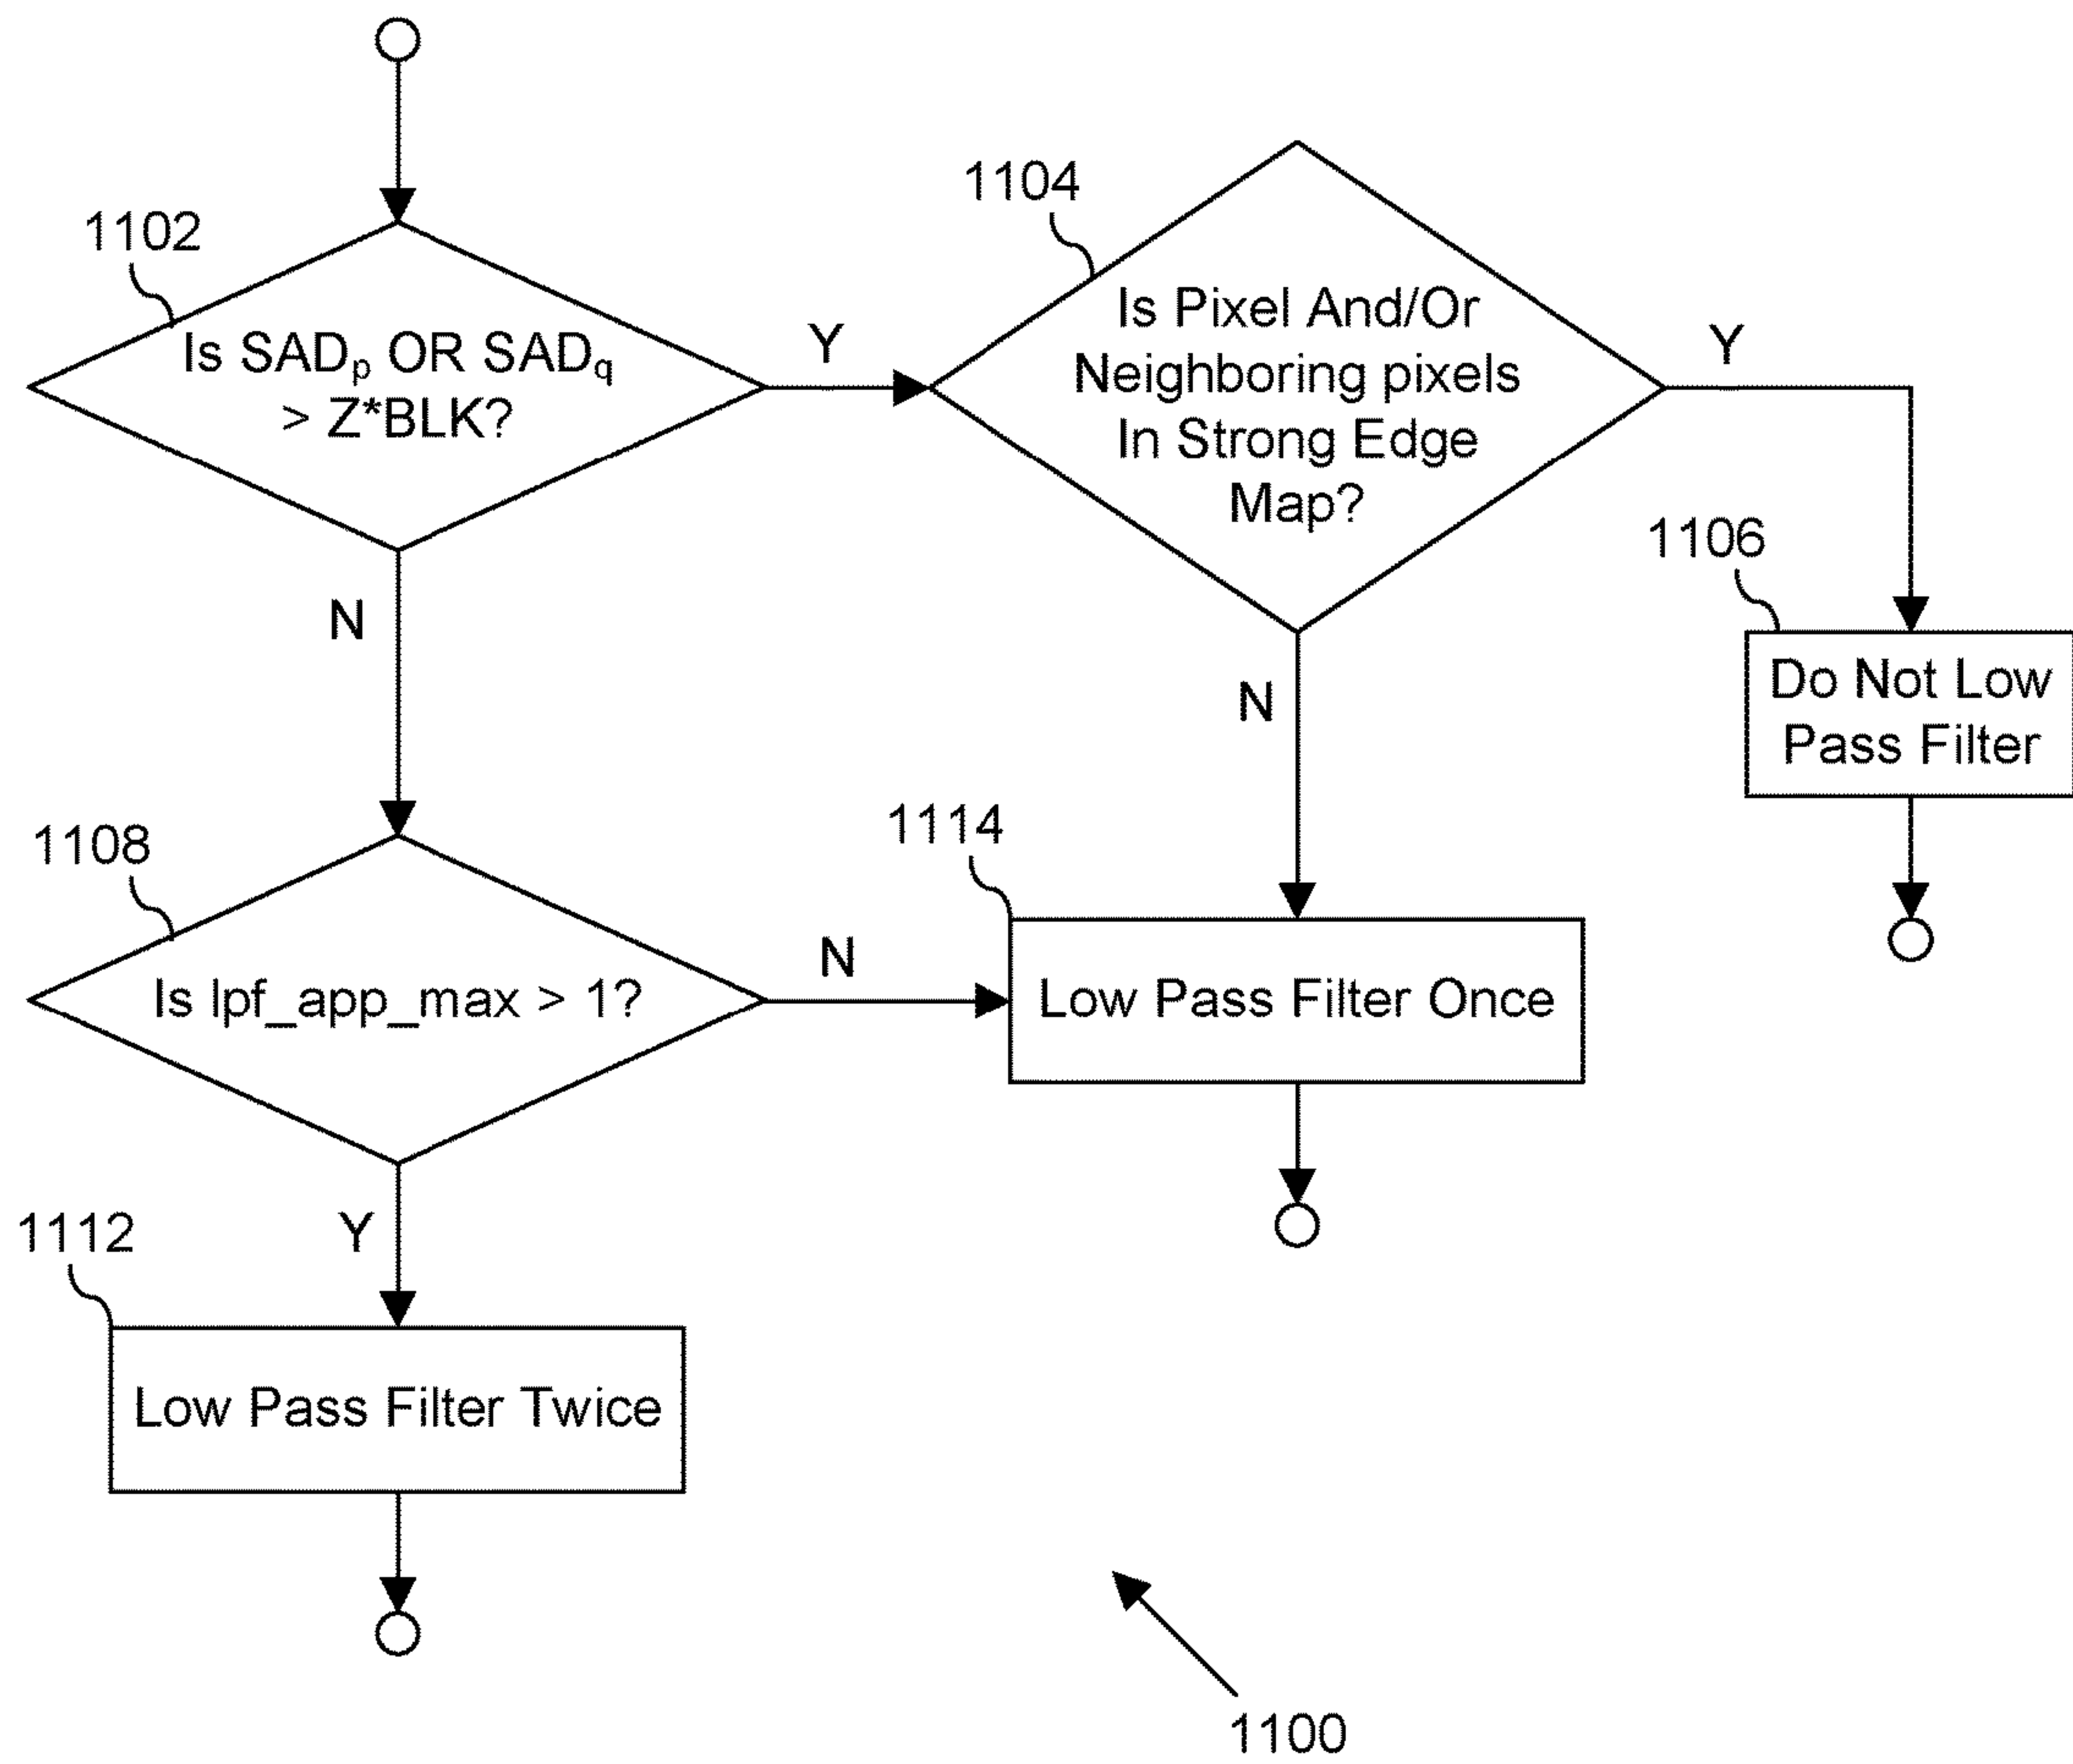 1102
Is SADp OR SADq
> Z*BLK?
Y
N
1104
Is Pixel And/Or
Neighboring pixels
In Strong Edge
Map?
Y
N
1106
Do Not Low
Pass Filter
1108
Is lpf_app_max > 1?
N
Y
1114
Low Pass Filter Once
1112
Low Pass Filter Twice
1100